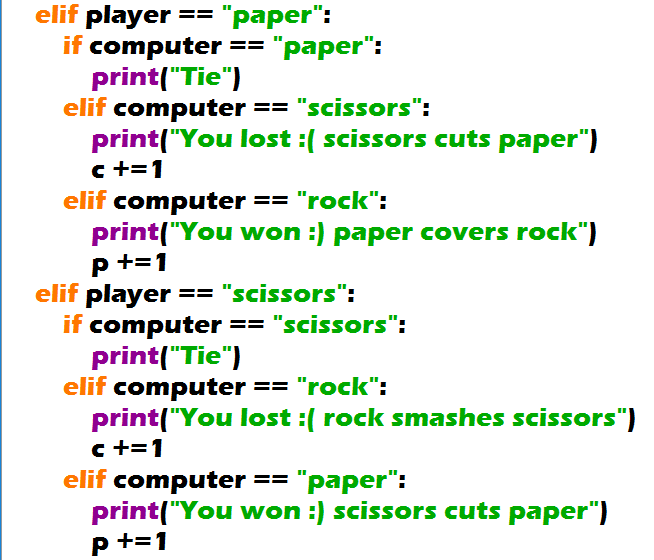 elif player == "paper":
if computer == "paper":
print("Tie")
elif computer == "scissors":
print("You lost :( scissors cuts paper")
c +=1
elif computer == "rock":
print("You won :) paper covers rock")
p +=1
elif player == "scissors":
if computer == "scissors":
print("Tie")
elif computer == "rock":
print("You lost :( rock smashes scissors")
c +=1
elif computer == "paper":
print("You won :) scissors cuts paper")
p +=1